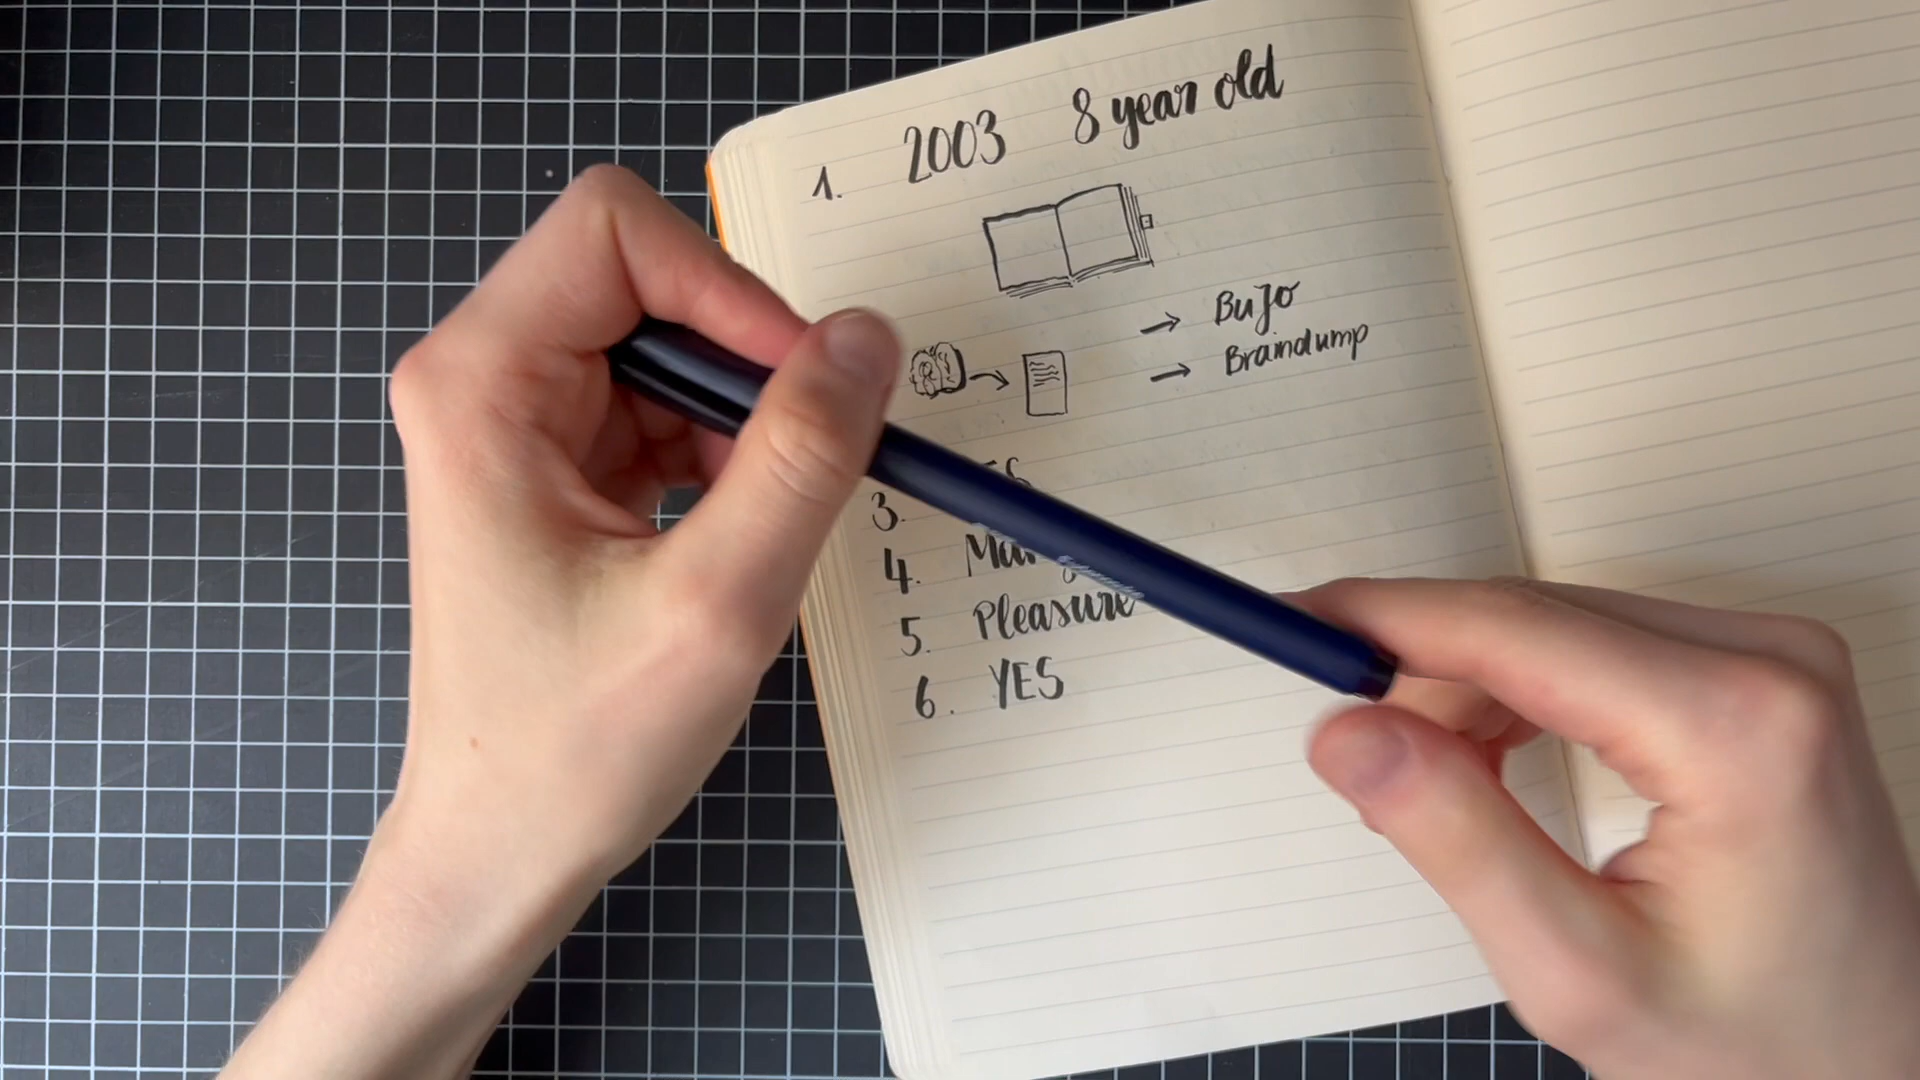 1. 2003 8 year old
→ BuJo
→ Braindump
3.
4.
5. Pleasure
6. YES